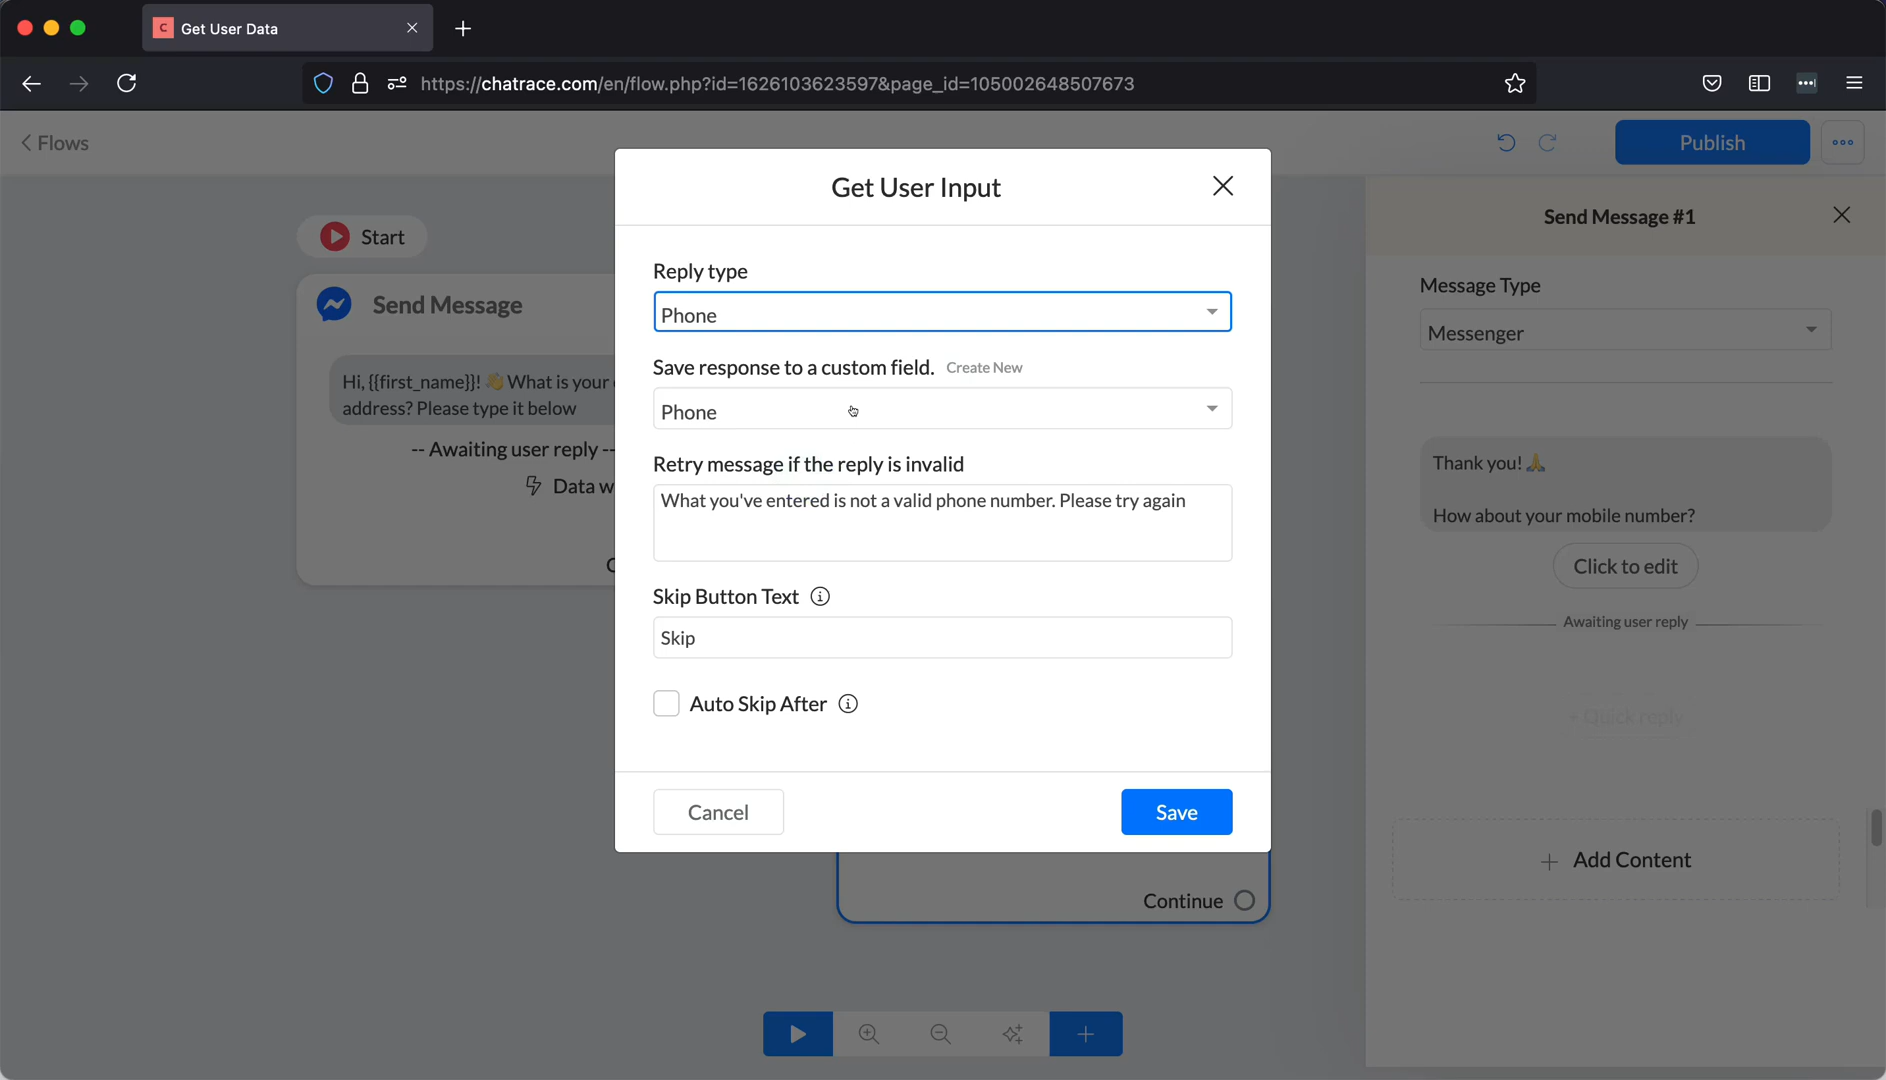 Get User Data
https://chatrace.com/en/flow.php?id=1626103623597&page_id=105002648507673
Flows
Publish
Start
Send Message
Hi, {{first_name}}! 👋 What is your
address? Please type it below
-- Awaiting user reply --
Data w
Get User Input
Reply type
Phone
Save response to a custom field. Create New
Phone
Retry message if the reply is invalid
What you've entered is not a valid phone number. Please try again
Skip Button Text
Skip
Auto Skip After
Cancel
Save
Continue
Send Message #1
Message Type
Messenger
Thank you! 🙏
How about your mobile number?
Click to edit
Awaiting user reply
+ Quick reply
+ Add Content